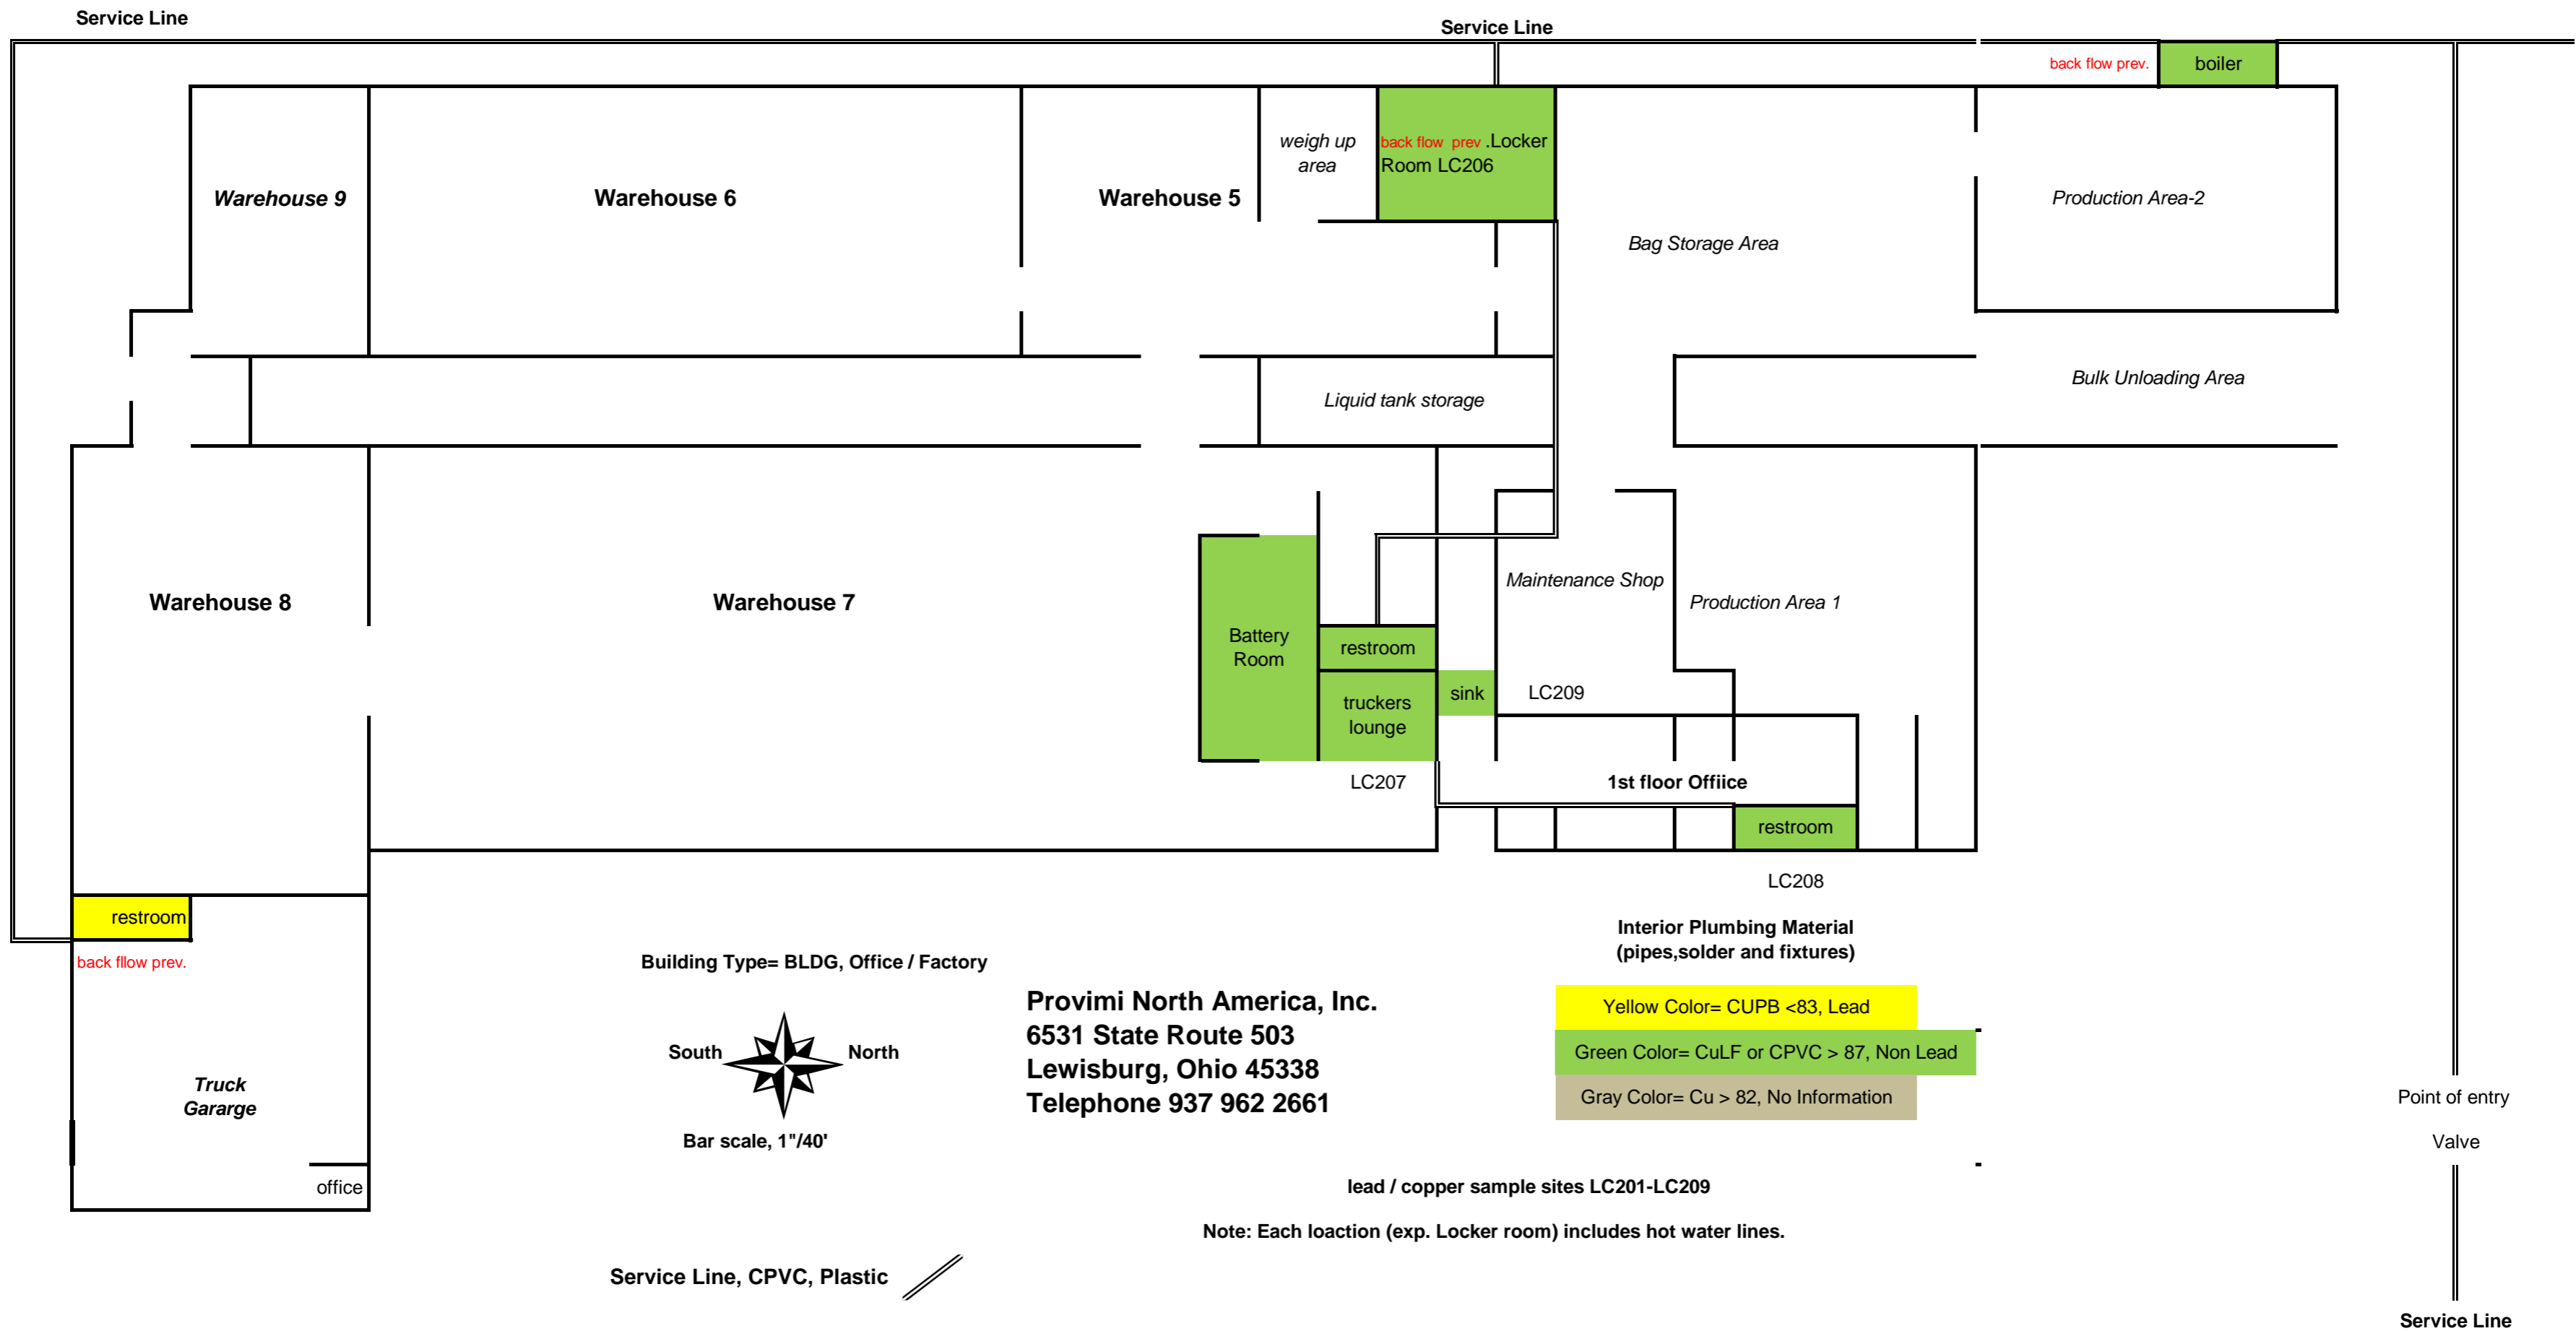 Service Line
Service Line
back flow prev.
boiler
weigh up
area
back flow  prev .Locker
Room LC206
Warehouse 9
Warehouse 6
Warehouse 5
Production Area-2
Bag Storage Area
Bulk Unloading Area
Liquid tank storage
Maintenance Shop
Warehouse 8
Warehouse 7
Production Area 1
Battery
Room
restroom
sink
LC209
truckers
lounge
LC207
1st floor Offiice
restroom
LC208
restroom
Interior Plumbing Material
(pipes,solder and fixtures)
back fllow prev.
Building Type= BLDG, Office / Factory
Provimi North America, Inc.
6531 State Route 503
Lewisburg, Ohio 45338
Telephone 937 962 2661
Yellow Color= CUPB <83, Lead
Green Color= CuLF or CPVC > 87, Non Lead
Gray Color= Cu > 82, No Information
South
North
Truck
Gararge
Point of entry
Bar scale, 1"/40'
Valve
office
lead / copper sample sites LC201-LC209
Note: Each loaction (exp. Locker room) includes hot water lines.
Service Line, CPVC, Plastic
Service Line